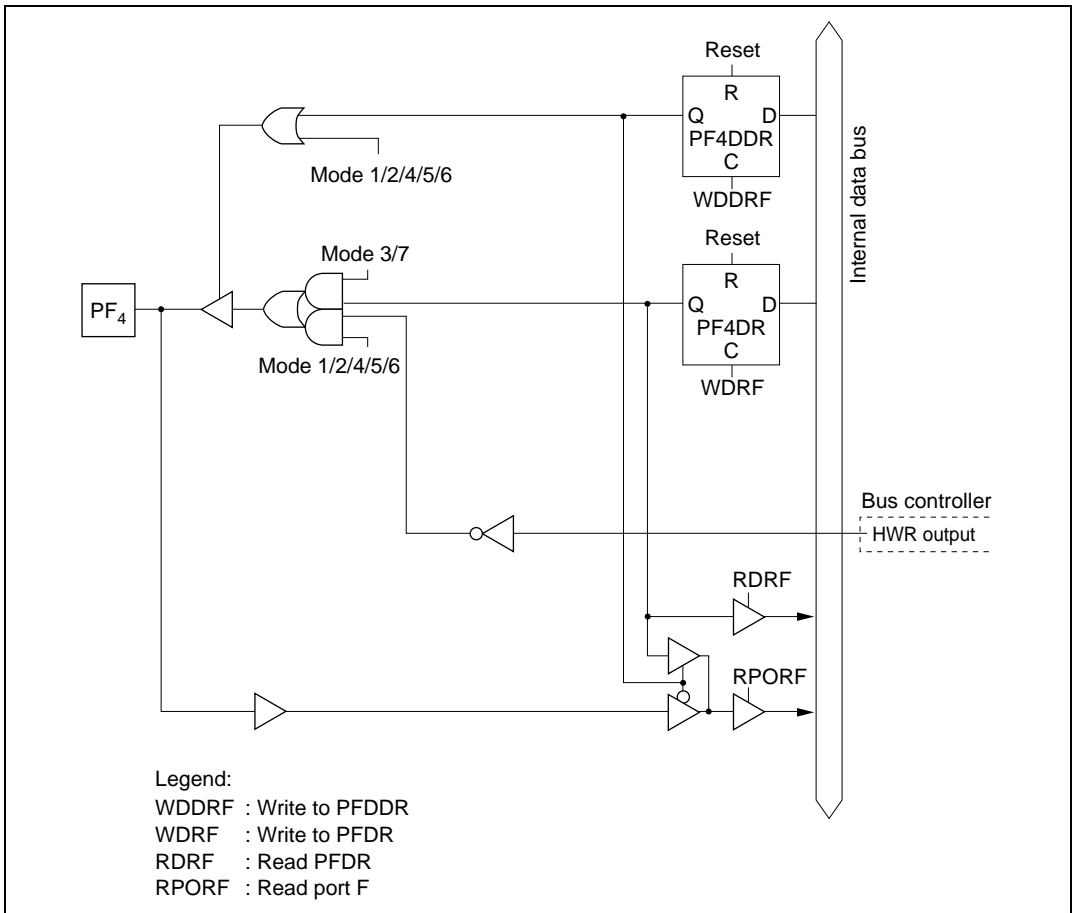 Reset
R
Q D
PF4DDR
C
WDDRF
Mode 1/2/4/5/6
Internal data bus
Reset
R
Q D
PF4DR
C
WDRF
Mode 3/7
PF₄
Mode 1/2/4/5/6
Bus controller
HWR output
RDRF
RPORF
Legend:
WDDRF : Write to PFDDR
WDRF : Write to PFDR
RDRF : Read PFDR
RPORF : Read port F